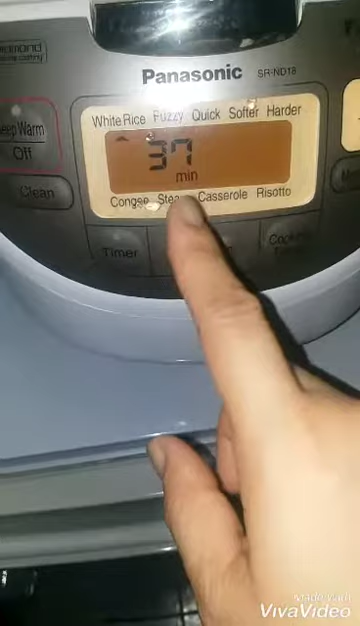 Panasonic SR-ND18
White Rice Fuzzy Quick Softer Harder
Keep Warm
Off
37
min
Congee Casserole Risotto
Clean
Timer
Made with
VivaVideo